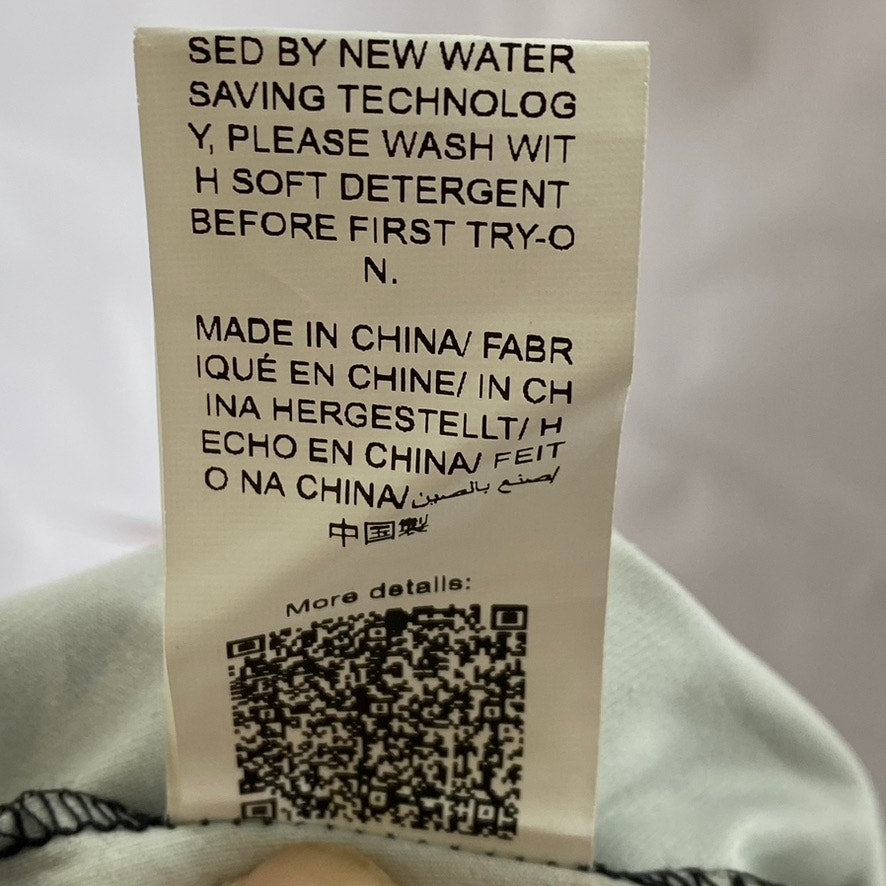 SED BY NEW WATER
SAVING TECHNOLOG
Y, PLEASE WASH WIT
H SOFT DETERGENT
BEFORE FIRST TRY-O
N.
MADE IN CHINA/ FABR
IQUÉ EN CHINE/ IN CH
INA HERGESTELLT/ H
ECHO EN CHINA/ FEIT
O NA CHINA/صنع بالصين/
中国製
More details: